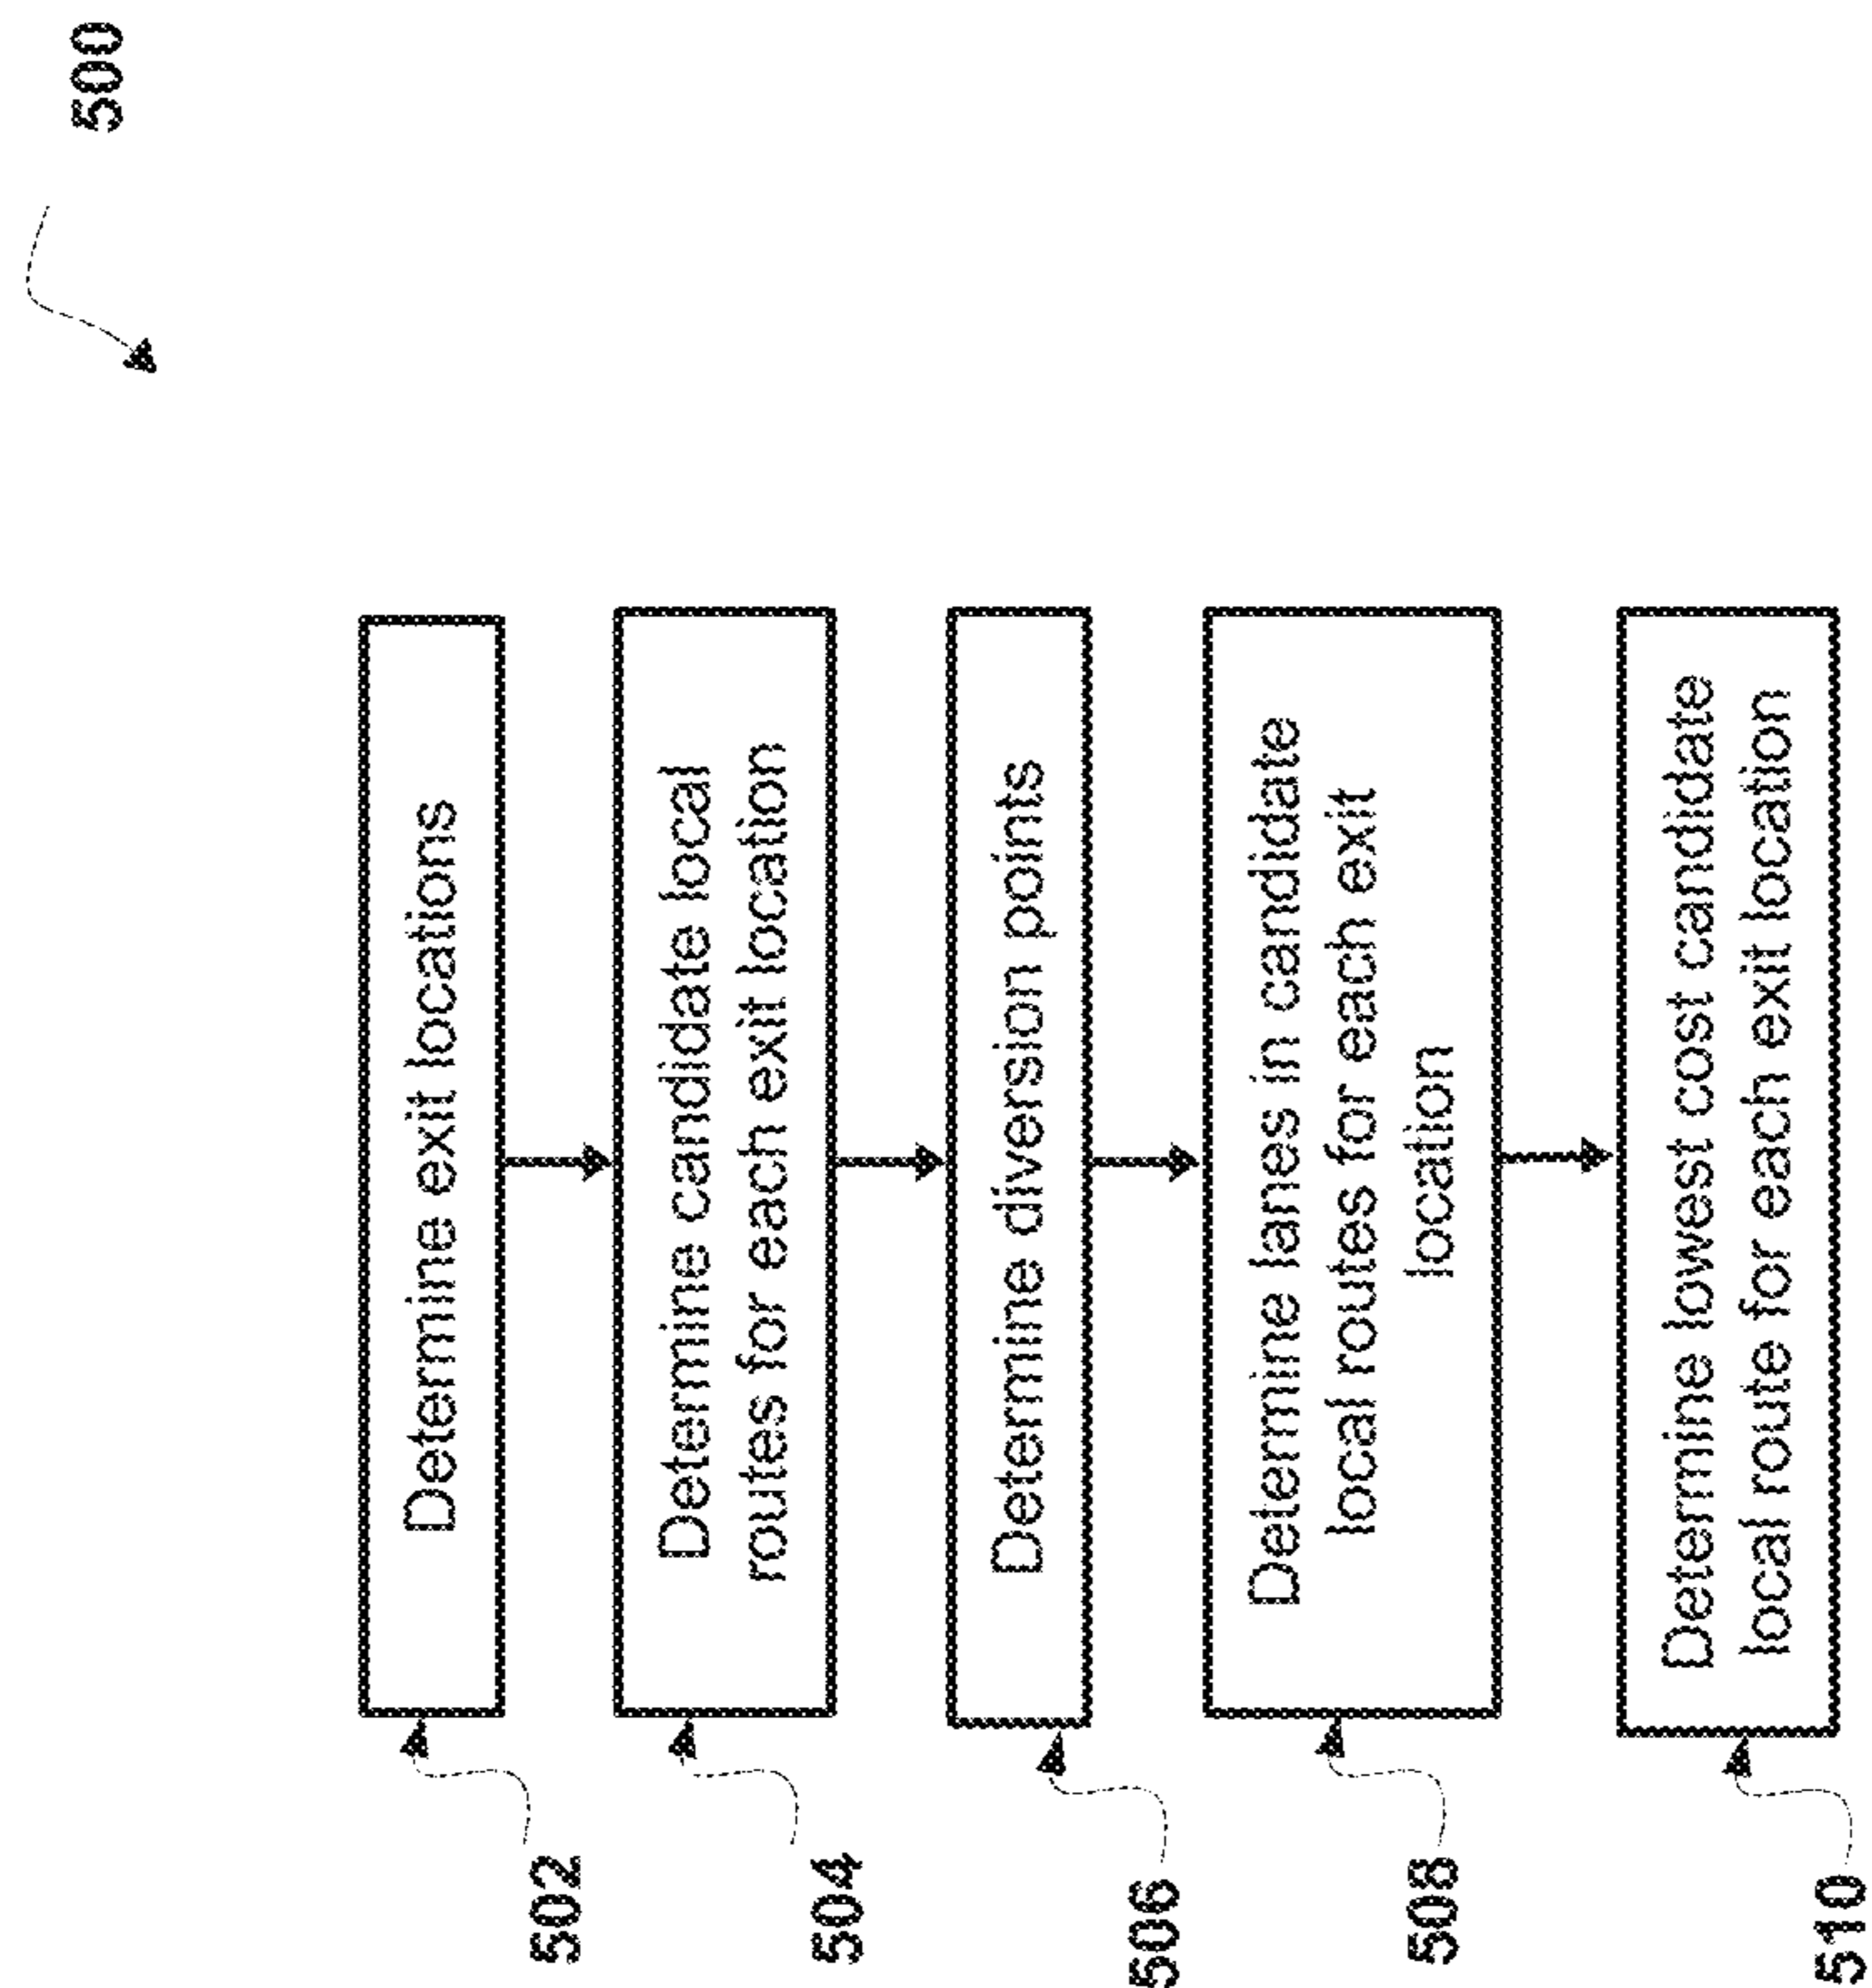 500
502
Determine exit locations
504
Determine candidate local
routes for each exit location
506
Determine diversion points
508
Determine lanes in candidate
local routes for each exit
location
510
Determine lowest cost candidate
local route for each exit location